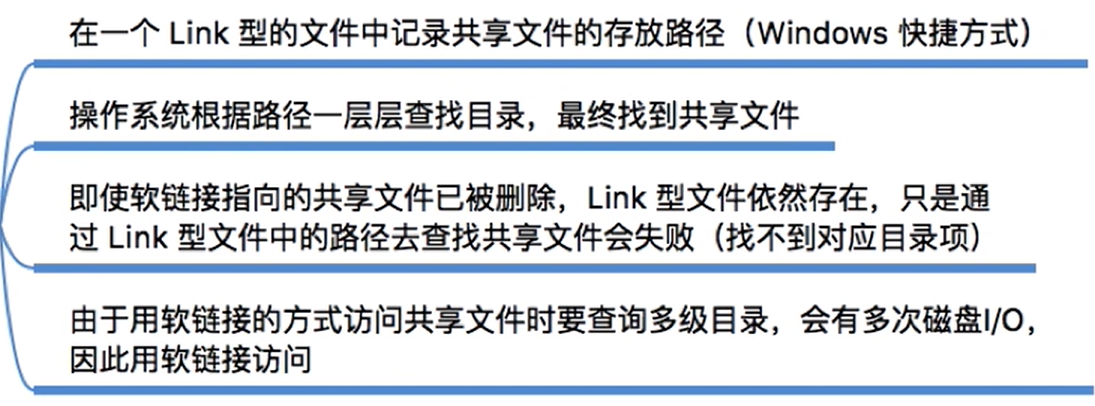 在一个 Link 型的文件中记录共享文件的存放路径（Windows 快捷方式）
操作系统根据路径一层层查找目录，最终找到共享文件
即使软链接指向的共享文件已被删除，Link 型文件依然存在，只是通
过 Link 型文件中的路径去查找共享文件会失败（找不到对应目录项）
由于用软链接的方式访问共享文件时要查询多级目录，会有多次磁盘I/O，
因此用软链接访问